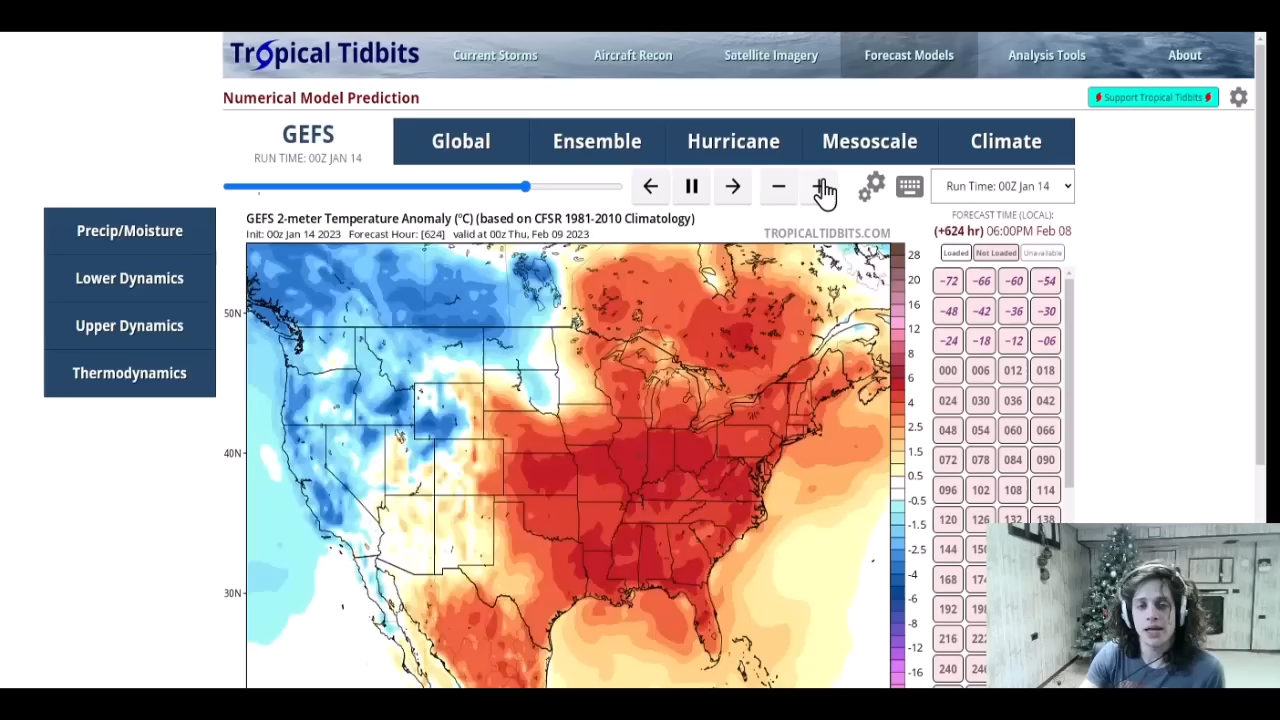 Tropical Tidbits
Current Storms
Aircraft Recon
Satellite Imagery
Forecast Models
Analysis Tools
About
Numerical Model Prediction
Support Tropical Tidbits
GEFS
RUN TIME: 00Z JAN 14
Global
Ensemble
Hurricane
Mesoscale
Climate
Run Time: 00Z Jan 14
FORECAST TIME (LOCAL):
(+624 hr) 06:00PM Feb 08
Loaded Not Loaded Unavailable
Precip/Moisture
Lower Dynamics
Upper Dynamics
Thermodynamics
GEFS 2-meter Temperature Anomaly (°C) (based on CFSR 1981-2010 Climatology)
Init: 00z Jan 14 2023 Forecast Hour: [624] valid at 00z Thu, Feb 09 2023
TROPICALTIDBITS.COM
50N
40N
30N
28
20
16
12
8
6
4
2.5
1.5
0.5
-0.5
-1.5
-2.5
-4
-6
-8
-12
-16
-72 -66 -60 -54
-48 -42 -36 -30
-24 -18 -12 -06
000 006 012 018
024 030 036 042
048 054 060 066
072 078 084 090
096 102 108 114
120 126 132 138
144
168
192
216
240